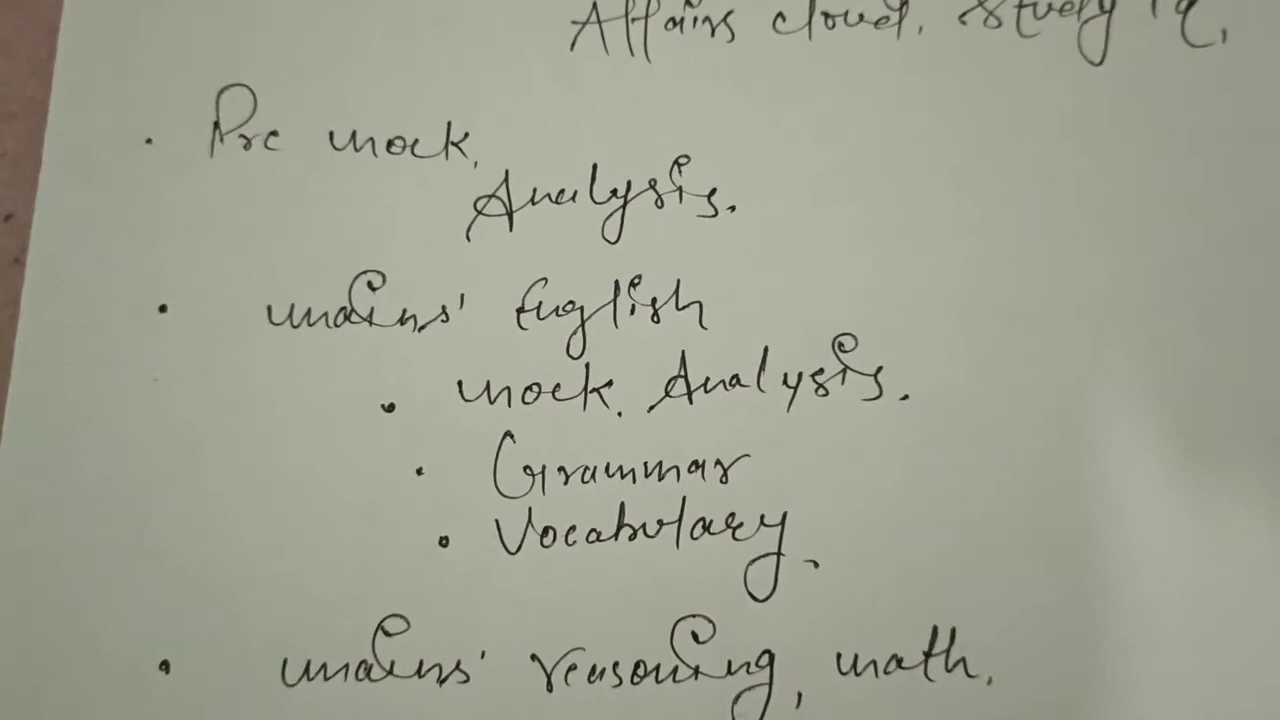 Affairs cloud, Study IQ,
• Pre mock,
Analysis.
• mains' English
• mock. Analysis.
• Grammar
• Vocabulary.
• mains' reasoning, math.